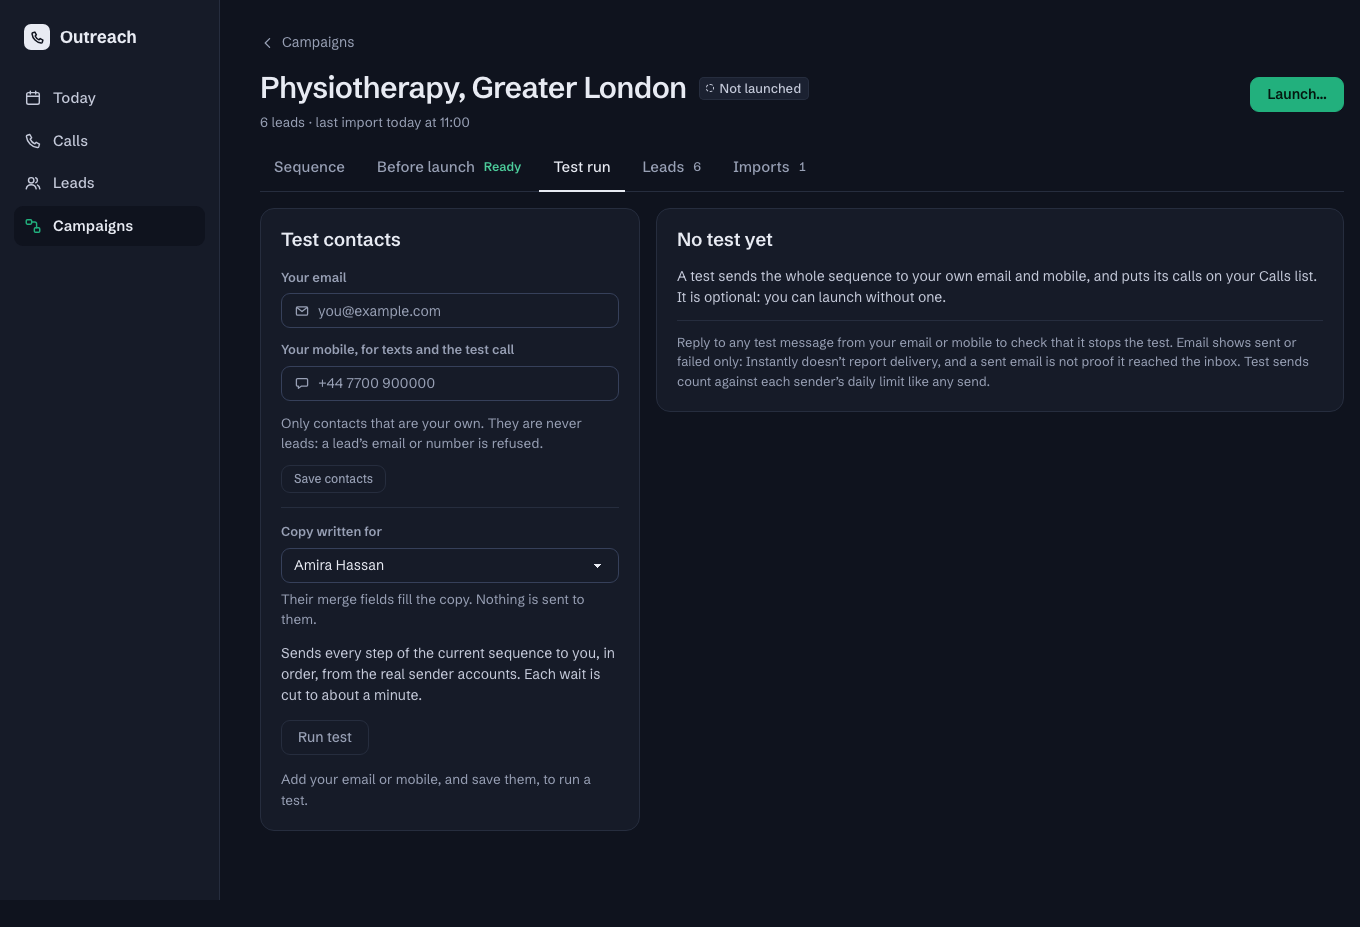 Outreach
Today
Calls
Leads
Campaigns
Campaigns
Physiotherapy, Greater London
Not launched
6 leads · last import today at 11:00
Launch...
Sequence
Before launch Ready
Test run
Leads 6
Imports 1
Test contacts
Your email
you@example.com
Your mobile, for texts and the test call
+44 7700 900000
Only contacts that are your own. They are never
leads: a lead’s email or number is refused.
Save contacts
Copy written for
Amira Hassan
Their merge fields fill the copy. Nothing is sent to
them.
Sends every step of the current sequence to you, in
order, from the real sender accounts. Each wait is
cut to about a minute.
Run test
Add your email or mobile, and save them, to run a
test.
No test yet
A test sends the whole sequence to your own email and mobile, and puts its calls on your Calls list.
It is optional: you can launch without one.
Reply to any test message from your email or mobile to check that it stops the test. Email shows sent or
failed only: Instantly doesn’t report delivery, and a sent email is not proof it reached the inbox. Test sends
count against each sender’s daily limit like any send.